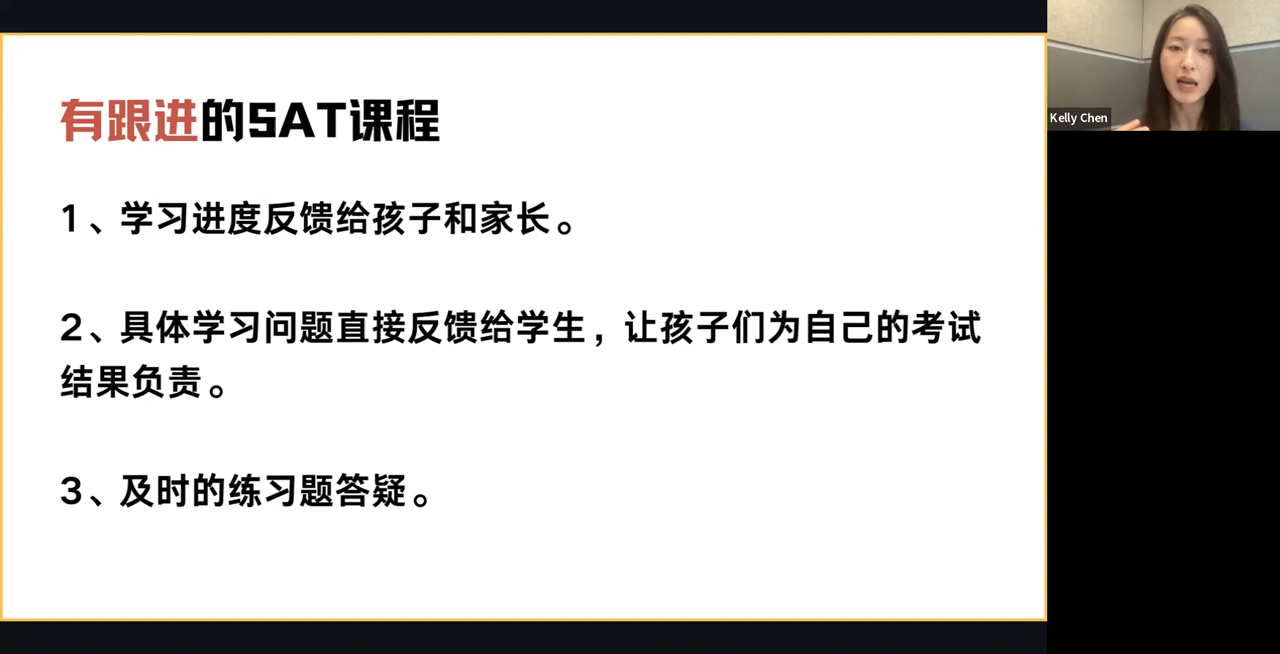 有跟进的SAT课程
1、学习进度反馈给孩子和家长。
2、具体学习问题直接反馈给学生，让孩子们为自己的考试
结果负责。
3、及时的练习题答疑。
Kelly Chen